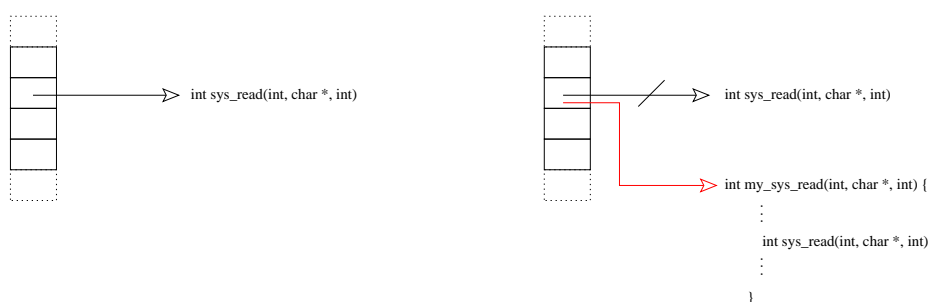 int sys_read(int, char *, int)
int sys_read(int, char *, int)
int my_sys_read(int, char *, int) {
int sys_read(int, char *, int)
}